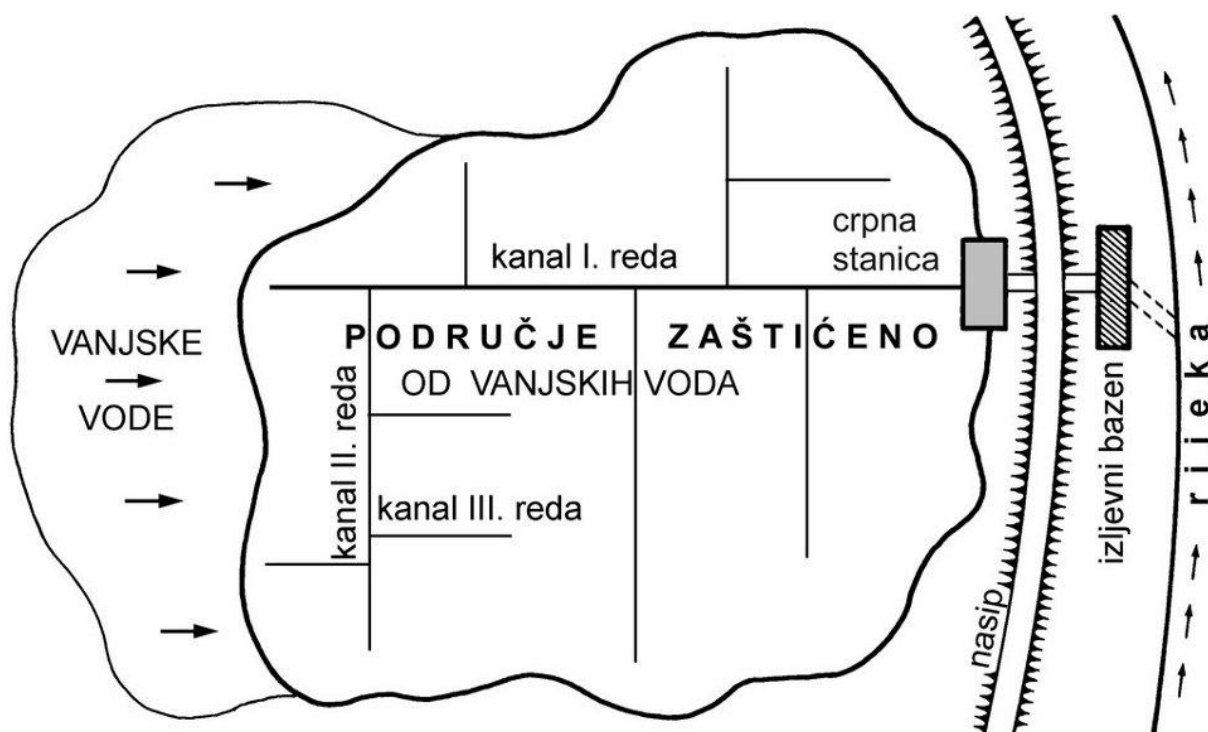 VANJSKE
VODE
kanal I. reda
crpna
stanica
PODRUČJE ZAŠTIĆENO
OD VANJSKIH VODA
kanal II. reda
kanal III. reda
nasip
izljevni bazen
rijeka